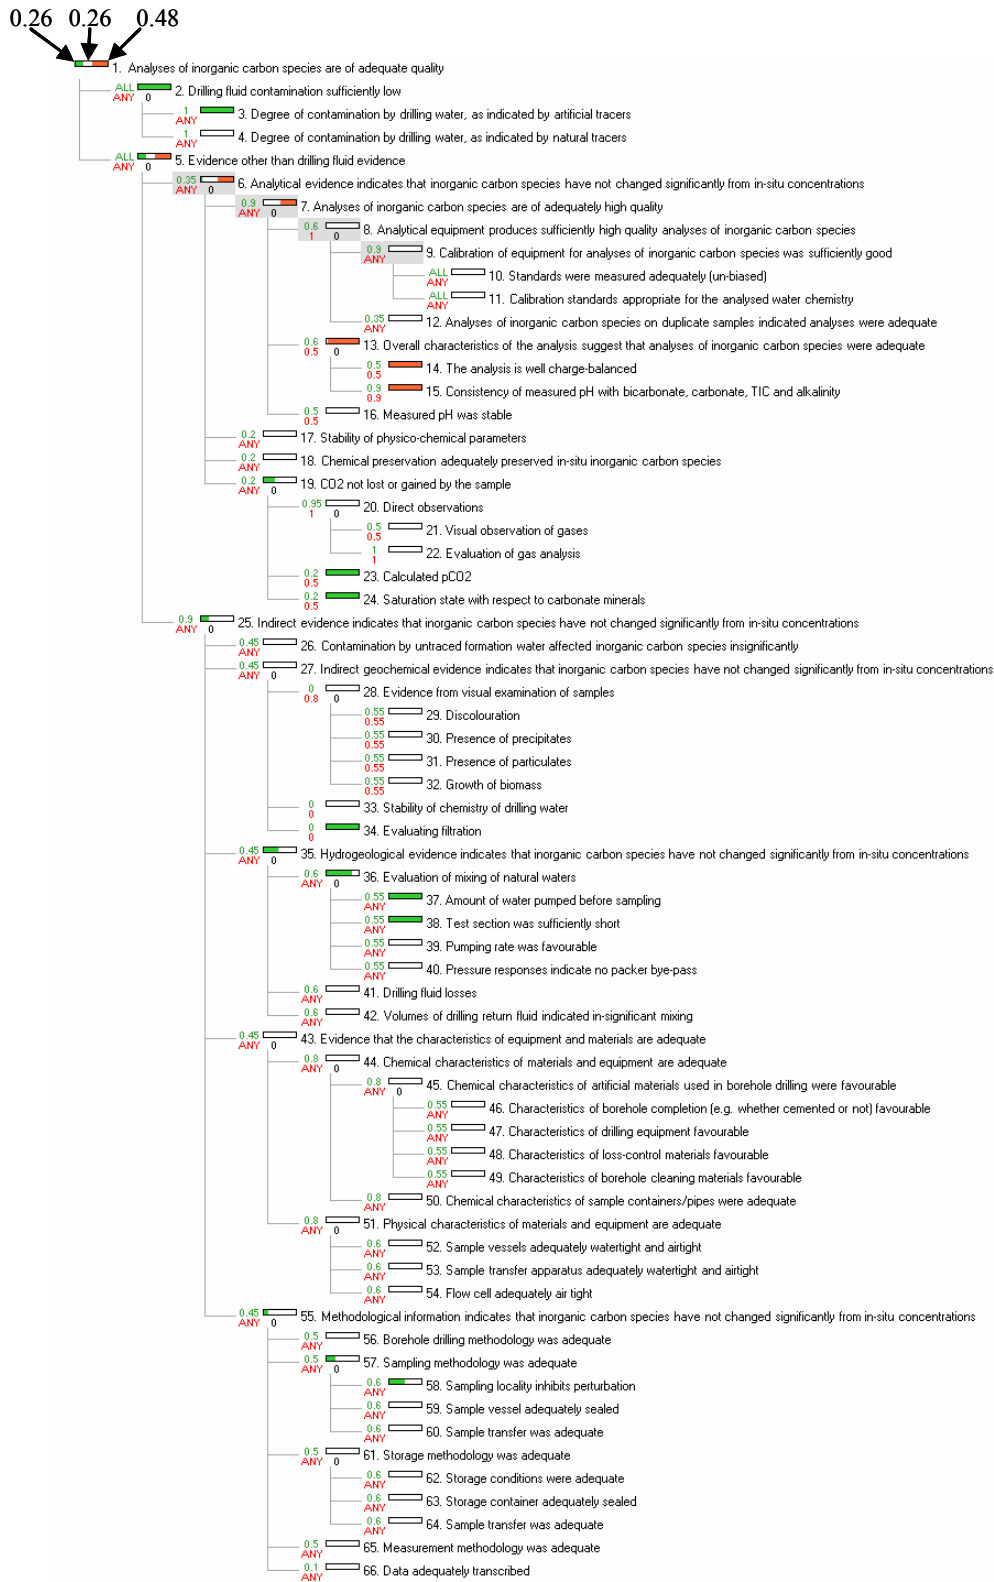 0.26 0.26 0.48
1. Analyses of inorganic carbon species are of adequate quality
ALL ANY 0 2. Drilling fluid contamination sufficiently low
1 ANY 3. Degree of contamination by drilling water, as indicated by artificial tracers
1 ANY 4. Degree of contamination by drilling water, as indicated by natural tracers
ALL ANY 0 5. Evidence other than drilling fluid evidence
0.35 ANY 0 6. Analytical evidence indicates that inorganic carbon species have not changed significantly from in-situ concentrations
0.9 ANY 0 7. Analyses of inorganic carbon species are of adequately high quality
0.6 1 0 8. Analytical equipment produces sufficiently high quality analyses of inorganic carbon species
0.9 ANY 9. Calibration of equipment for analyses of inorganic carbon species was sufficiently good
ALL ANY 10. Standards were measured adequately (un-biased)
ALL ANY 11. Calibration standards appropriate for the analysed water chemistry
0.35 ANY 12. Analyses of inorganic carbon species on duplicate samples indicated analyses were adequate
0.6 0.5 0 13. Overall characteristics of the analysis suggest that analyses of inorganic carbon species were adequate
0.5 0.5 14. The analysis is well charge-balanced
0.9 0.9 15. Consistency of measured pH with bicarbonate, carbonate, TIC and alkalinity
0.5 0.5 16. Measured pH was stable
0.2 ANY 17. Stability of physico-chemical parameters
0.2 ANY 18. Chemical preservation adequately preserved in-situ inorganic carbon species
0.2 ANY 0 19. CO2 not lost or gained by the sample
0.95 1 0 20. Direct observations
0.5 0.5 21. Visual observation of gases
1 1 22. Evaluation of gas analysis
0.2 0.5 23. Calculated pCO2
0.2 0.5 24. Saturation state with respect to carbonate minerals
0.9 ANY 0 25. Indirect evidence indicates that inorganic carbon species have not changed significantly from in-situ concentrations
0.45 ANY 26. Contamination by untraced formation water affected inorganic carbon species insignificantly
0.45 ANY 0 27. Indirect geochemical evidence indicates that inorganic carbon species have not changed significantly from in-situ concentrations
0 0.8 0 28. Evidence from visual examination of samples
0.55 0.55 29. Discolouration
0.55 0.55 30. Presence of precipitates
0.55 0.55 31. Presence of particulates
0.55 0.55 32. Growth of biomass
0 0 33. Stability of chemistry of drilling water
0 0 34. Evaluating filtration
0.45 ANY 0 35. Hydrogeological evidence indicates that inorganic carbon species have not changed significantly from in-situ concentrations
0.6 ANY 0 36. Evaluation of mixing of natural waters
0.55 ANY 37. Amount of water pumped before sampling
0.55 ANY 38. Test section was sufficiently short
0.55 ANY 39. Pumping rate was favourable
0.55 ANY 40. Pressure responses indicate no packer bye-pass
0.6 ANY 41. Drilling fluid losses
0.6 ANY 42. Volumes of drilling return fluid indicated in-significant mixing
0.45 ANY 0 43. Evidence that the characteristics of equipment and materials are adequate
0.8 ANY 0 44. Chemical characteristics of materials and equipment are adequate
0.8 ANY 0 45. Chemical characteristics of artificial materials used in borehole drilling were favourable
0.55 ANY 46. Characteristics of borehole completion (e.g. whether cemented or not) favourable
0.55 ANY 47. Characteristics of drilling equipment favourable
0.55 ANY 48. Characteristics of loss-control materials favourable
0.55 ANY 49. Characteristics of borehole cleaning materials favourable
0.8 ANY 50. Chemical characteristics of sample containers/pipes were adequate
0.8 ANY 0 51. Physical characteristics of materials and equipment are adequate
0.6 ANY 52. Sample vessels adequately watertight and airtight
0.6 ANY 53. Sample transfer apparatus adequately watertight and airtight
0.6 ANY 54. Flow cell adequately air tight
0.45 ANY 0 55. Methodological information indicates that inorganic carbon species have not changed significantly from in-situ concentrations
0.5 ANY 56. Borehole drilling methodology was adequate
0.5 ANY 0 57. Sampling methodology was adequate
0.6 ANY 58. Sampling locality inhibits perturbation
0.6 ANY 59. Sample vessel adequately sealed
0.6 ANY 60. Sample transfer was adequate
0.5 ANY 0 61. Storage methodology was adequate
0.6 ANY 62. Storage conditions were adequate
0.6 ANY 63. Storage container adequately sealed
0.6 ANY 64. Sample transfer was adequate
0.5 ANY 65. Measurement methodology was adequate
0.1 ANY 66. Data adequately transcribed